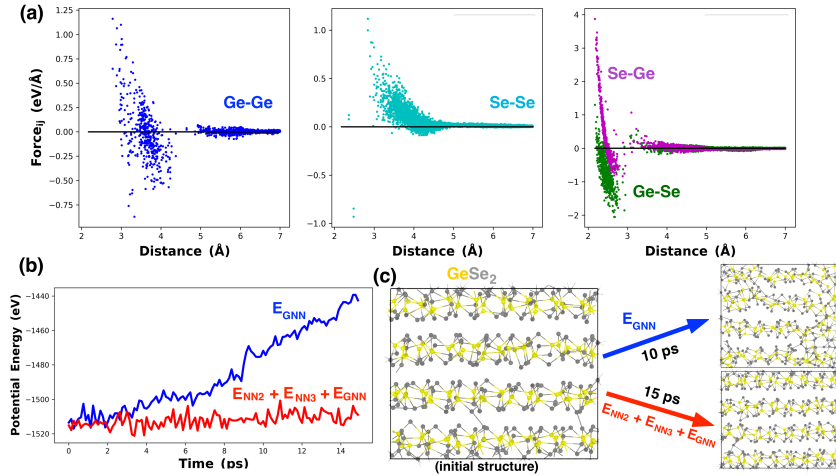 (a)
1.25
1.00
0.75
0.50
0.25
0.00
-0.25
-0.50
-0.75
Force_ij (eV/Å)
Ge-Ge
2 3 4 5 6 7
Distance (Å)
1.0
0.5
0.0
-0.5
-1.0
Se-Se
2 3 4 5 6 7
Distance (Å)
4
3
2
1
0
-1
-2
Se-Ge
Ge-Se
2 3 4 5 6 7
Distance (Å)
(b)
-1440
-1460
-1480
-1500
-1520
Potential Energy (eV)
E_GNN
E_NN2 + E_NN3 + E_GNN
0 2 4 6 8 10 12 14
Time (ps)
(c)
GeSe₂
(initial structure)
E_GNN
10 ps
15 ps
E_NN2 + E_NN3 + E_GNN